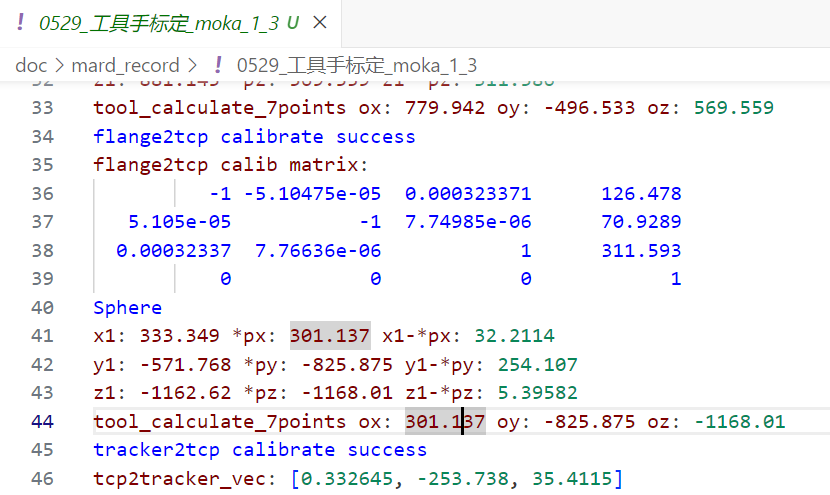 ! 0529_工具手标定_moka_1_3 U ×
doc > mard_record > ! 0529_工具手标定_moka_1_3
33 tool_calculate_7points ox: 779.942 oy: -496.533 oz: 569.559
34 flange2tcp calibrate success
35 flange2tcp calib matrix:
36 -1 -5.10475e-05 0.000323371 126.478
37 5.105e-05 -1 7.74985e-06 70.9289
38 0.00032337 7.76636e-06 1 311.593
39 0 0 0 1
40 Sphere
41 x1: 333.349 *px: 301.137 x1-*px: 32.2114
42 y1: -571.768 *py: -825.875 y1-*py: 254.107
43 z1: -1162.62 *pz: -1168.01 z1-*pz: 5.39582
44 tool_calculate_7points ox: 301.137 oy: -825.875 oz: -1168.01
45 tracker2tcp calibrate success
46 tcp2tracker_vec: [0.332645, -253.738, 35.4115]